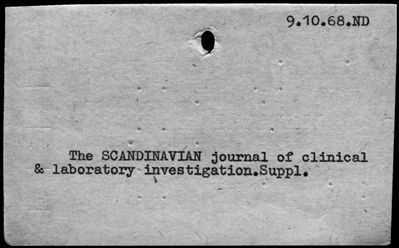 9.10.68.ND
The SCANDINAVIAN journal of clinical
& laboratory investigation.Suppl.